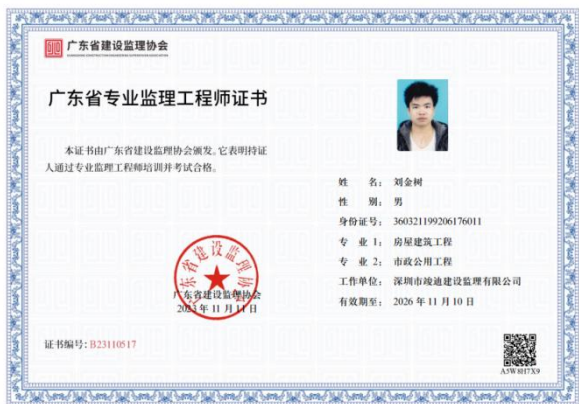 广东省建设监理协会
广东省专业监理工程师证书
本证书由广东省建设监理协会颁发。它表明持证
人通过专业监理工程师培训并考试合格。
姓 名： 刘金树
性 别： 男
身份证号： 360321199206176011
专 业 1： 房屋建筑工程
专 业 2： 市政公用工程
工作单位： 深圳市竣迪建设监理有限公司
有效期至： 2026 年 11 月 10 日
广东省建设监理协会
广东省建设监理协会
2023 年 11 月 11 日
证书编号：B23110517
A5W8H7X9